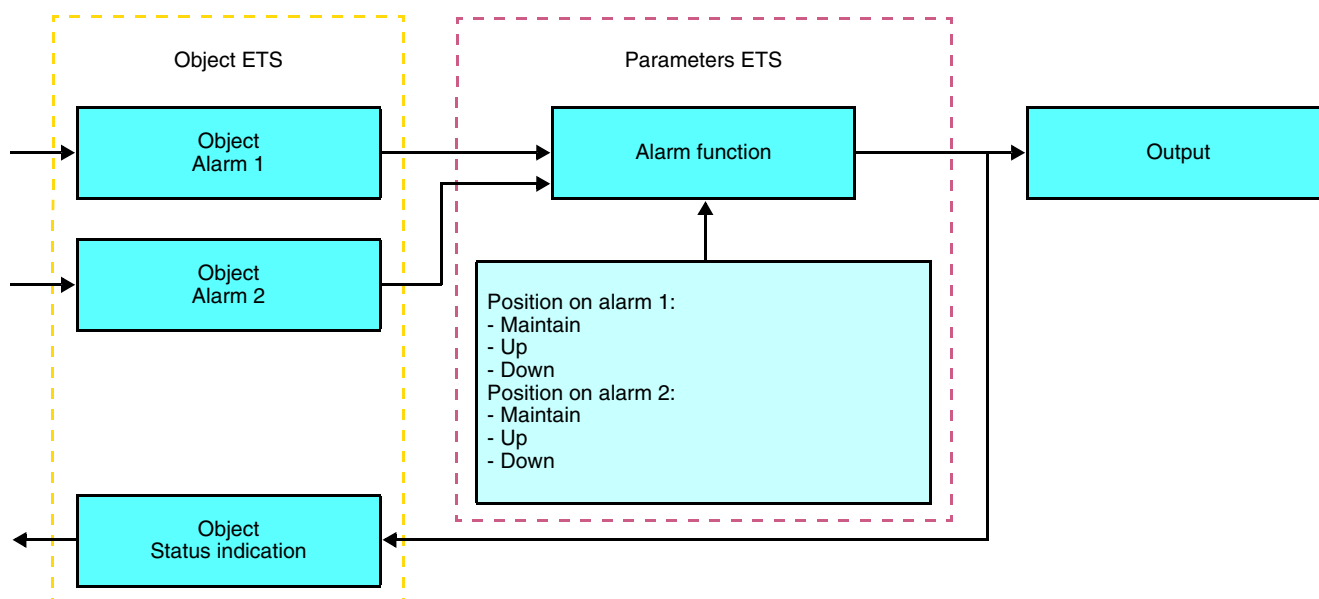 Object ETS
Parameters ETS
Object
Alarm 1
Alarm function
Output
Object
Alarm 2
Position on alarm 1:
- Maintain
- Up
- Down
Position on alarm 2:
- Maintain
- Up
- Down
Object
Status indication